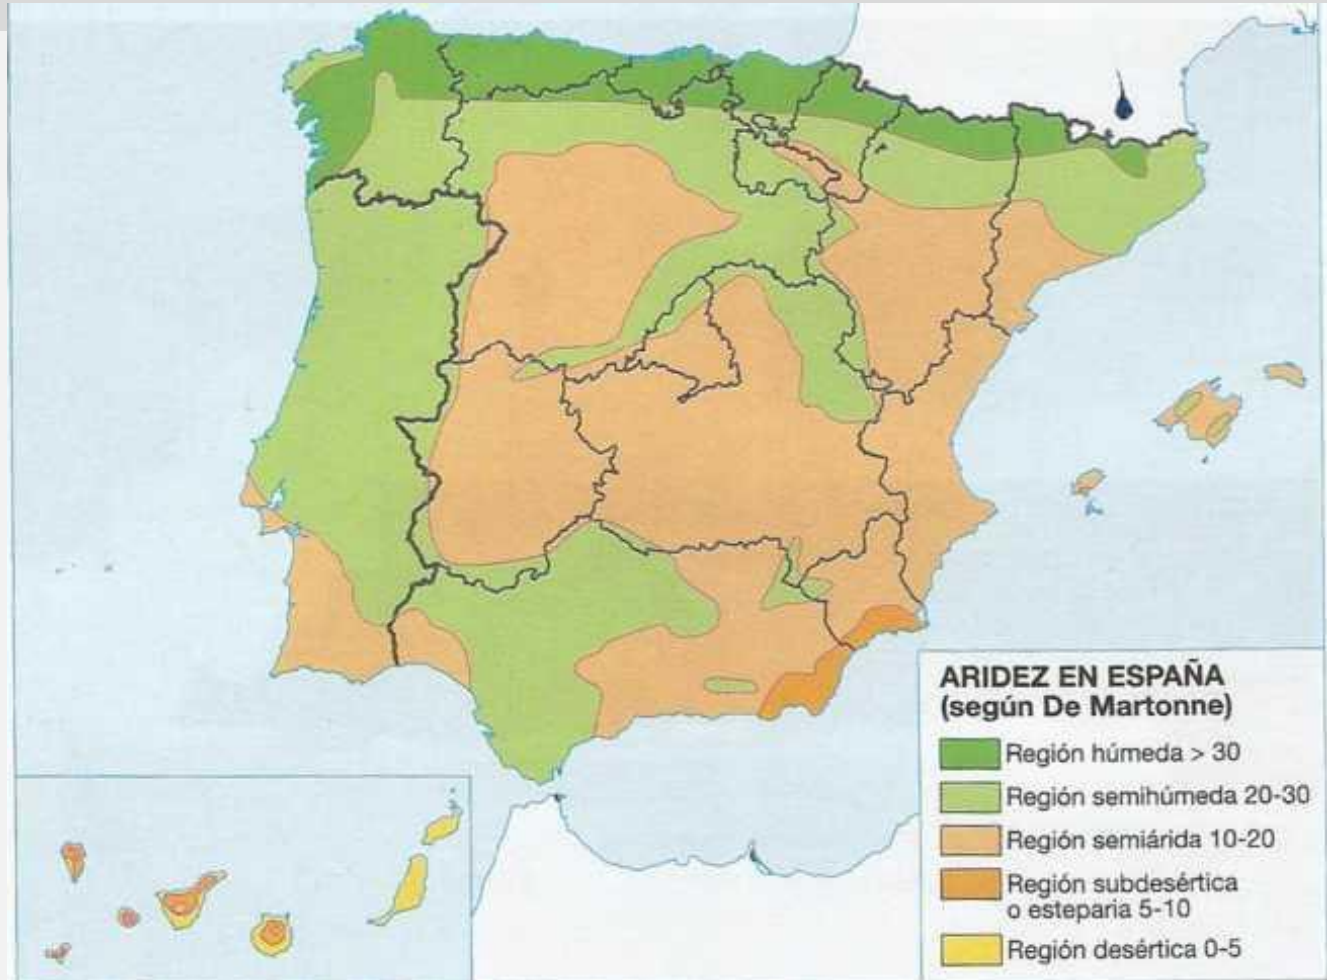 ARIDEZ EN ESPAÑA
(según De Martonne)
Región húmeda > 30
Región semihúmeda 20-30
Región semiárida 10-20
Región subdesértica
o esteparia 5-10
Región desértica 0-5